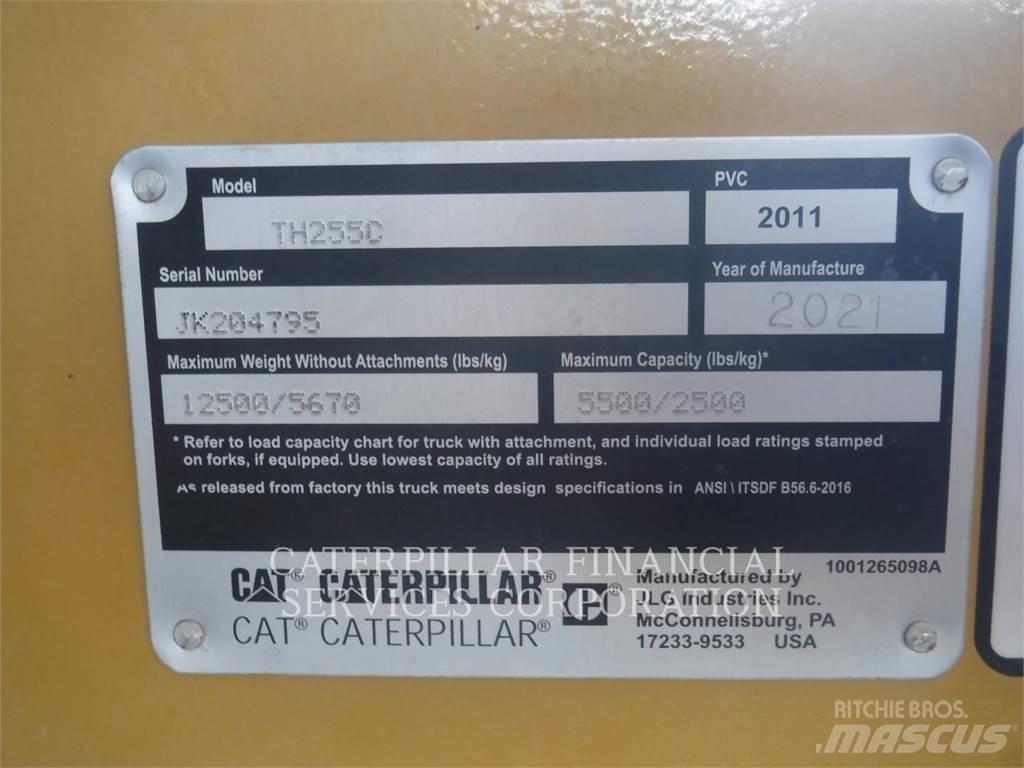 Model
TH255C
PVC
2011
Serial Number
JK204795
Year of Manufacture
2021
Maximum Weight Without Attachments (lbs/kg)
12500/5670
Maximum Capacity (lbs/kg)*
5500/2500
* Refer to load capacity chart for truck with attachment, and individual load ratings stamped
on forks, if equipped. Use lowest capacity of all ratings.
As released from factory this truck meets design specifications in ANSI \ ITSDF B56.6-2016
CATERPILLAR FINANCIAL
SERVICES CORPORATION
CAT® CATERPILLAR®
CAT® CATERPILLAR®
1001265098A
Manufactured by
JLG Industries Inc.
McConnellsburg, PA
17233-9533 USA
RITCHIE BROS.
MASCUS